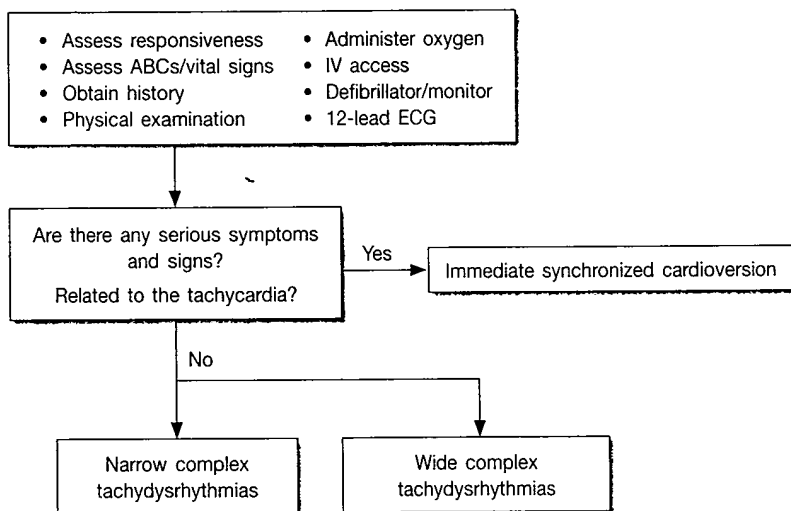 • Assess responsiveness
• Assess ABCs/vital signs
• Obtain history
• Physical examination
• Administer oxygen
• IV access
• Defibrillator/monitor
• 12-lead ECG
Are there any serious symptoms
and signs?
Related to the tachycardia?
Yes
Immediate synchronized cardioversion
No
Narrow complex
tachydysrhythmias
Wide complex
tachydysrhythmias